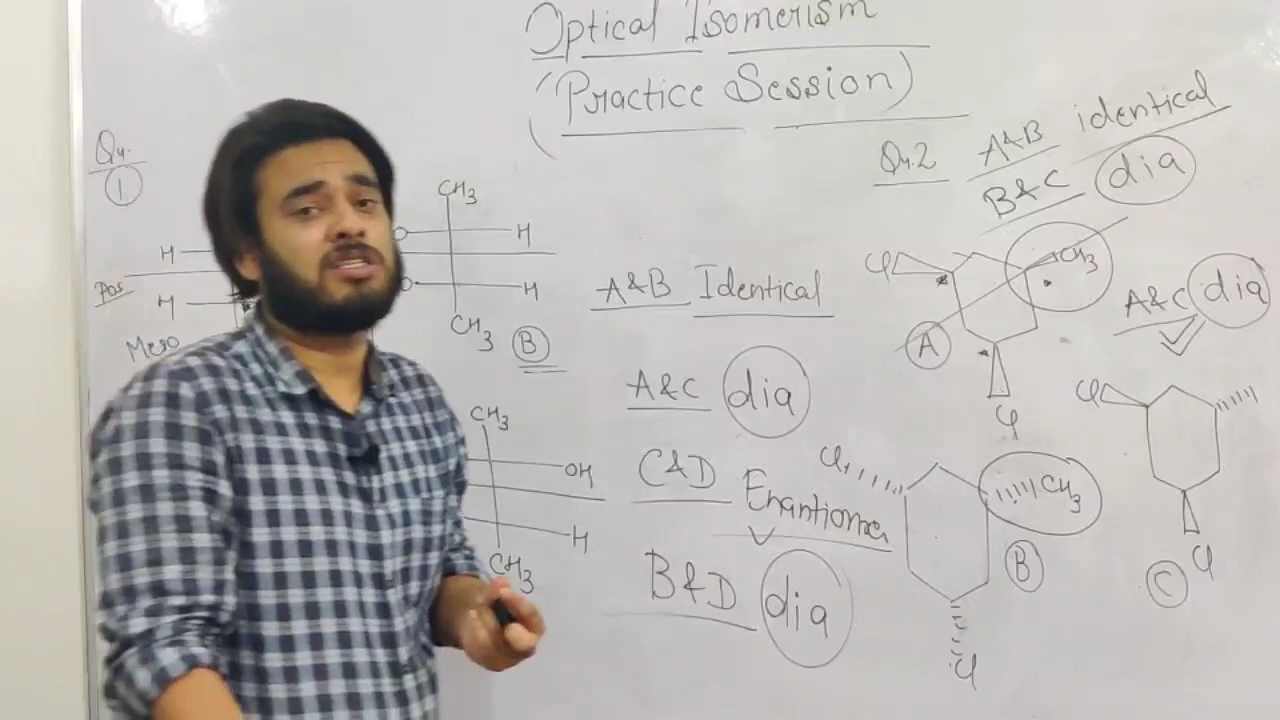 Optical Isomerism
(Practice Session)
Qu.
1
H
Pos
H
Meso
CH3
H
H
CH3
B
CH3
OH
H
CH3
A&B Identical
A&C dia
C&D Enantiomer
B&D dia
Qu.2 A&B identical
B&C dia
Cl
CH3
A
Cl
A&C dia
Cl
CH3
B
Cl
Cl
C
Cl